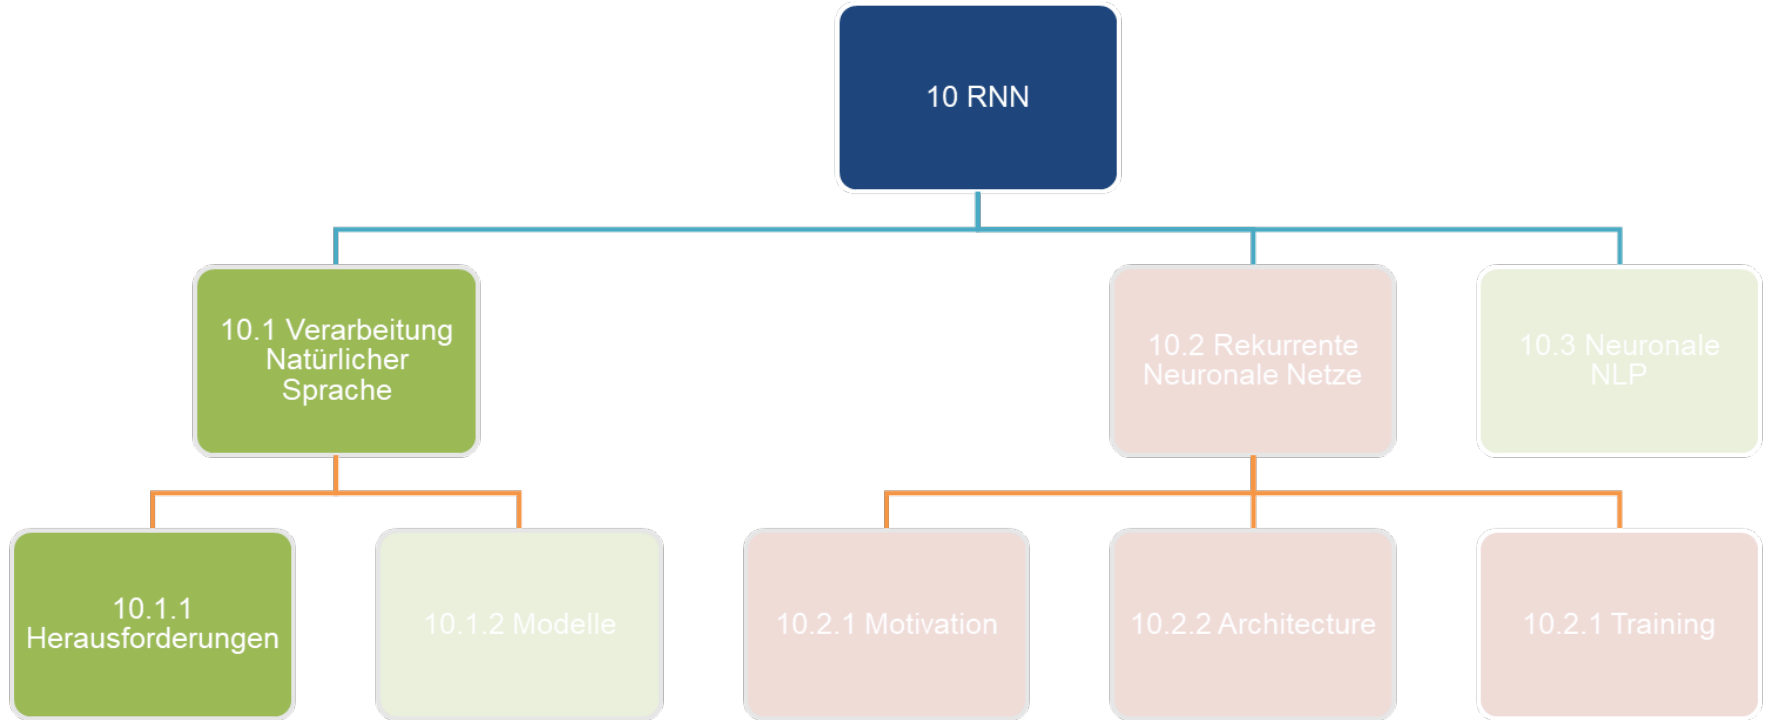 10 RNN
10.1 Verarbeitung
Natürlicher
Sprache
10.2 Rekurrente
Neuronale Netze
10.3 Neuronale
NLP
10.1.1
Herausforderungen
10.1.2 Modelle
10.2.1 Motivation
10.2.2 Architecture
10.2.1 Training